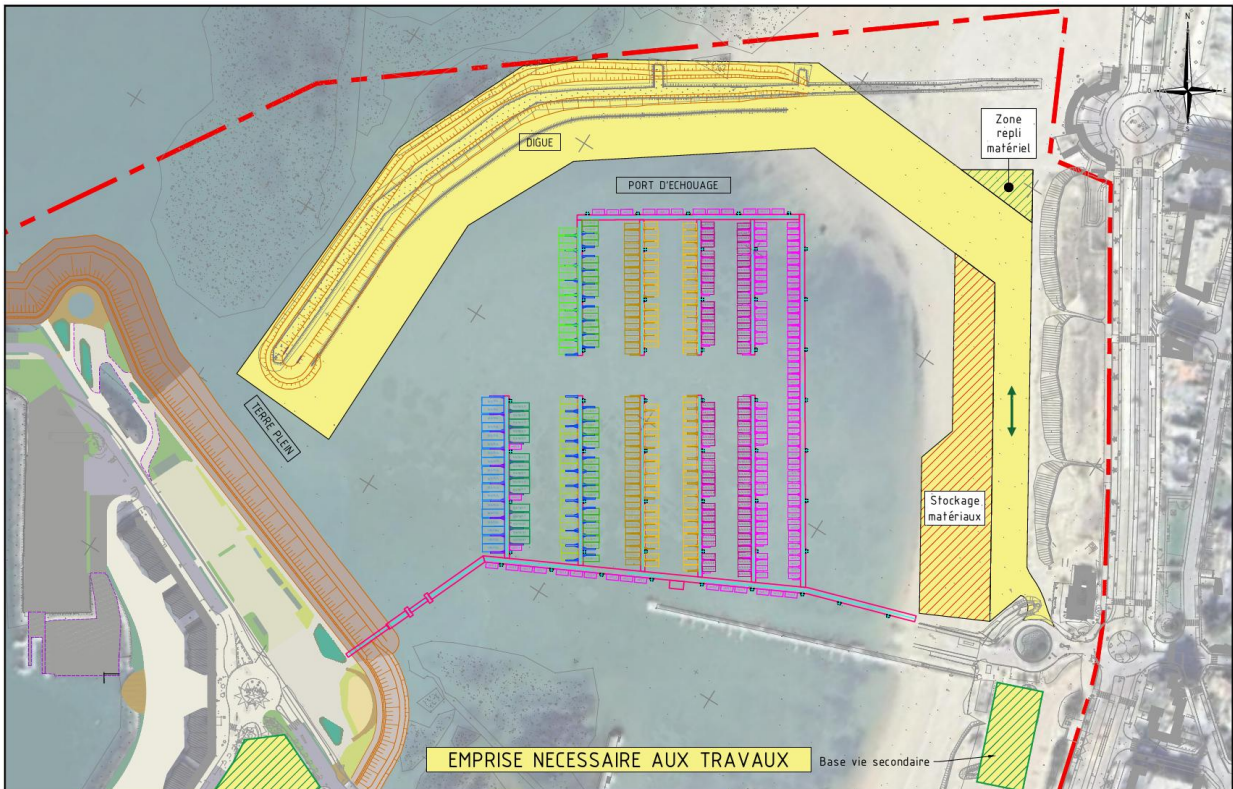 N
E
Zone
repli
matériel
DIGUE
PORT D'ECHOUAGE
TERRE PLEIN
Stockage
matériaux
EMPRISE NECESSAIRE AUX TRAVAUX
Base vie secondaire